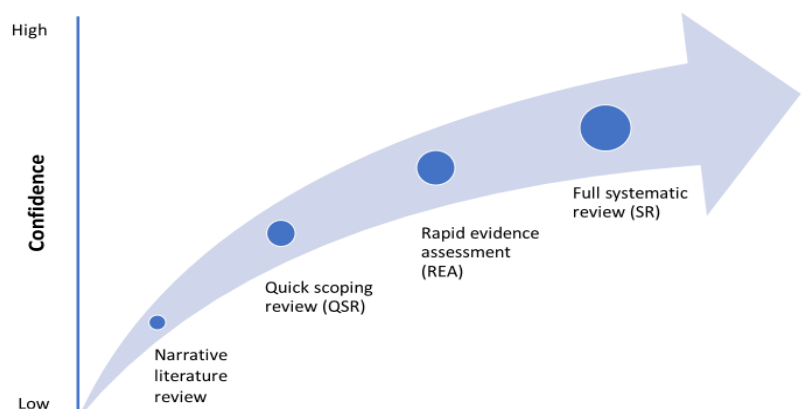 High
Confidence
Full systematic
review (SR)
Rapid evidence
assessment
(REA)
Quick scoping
review (QSR)
Narrative
literature
review
Low